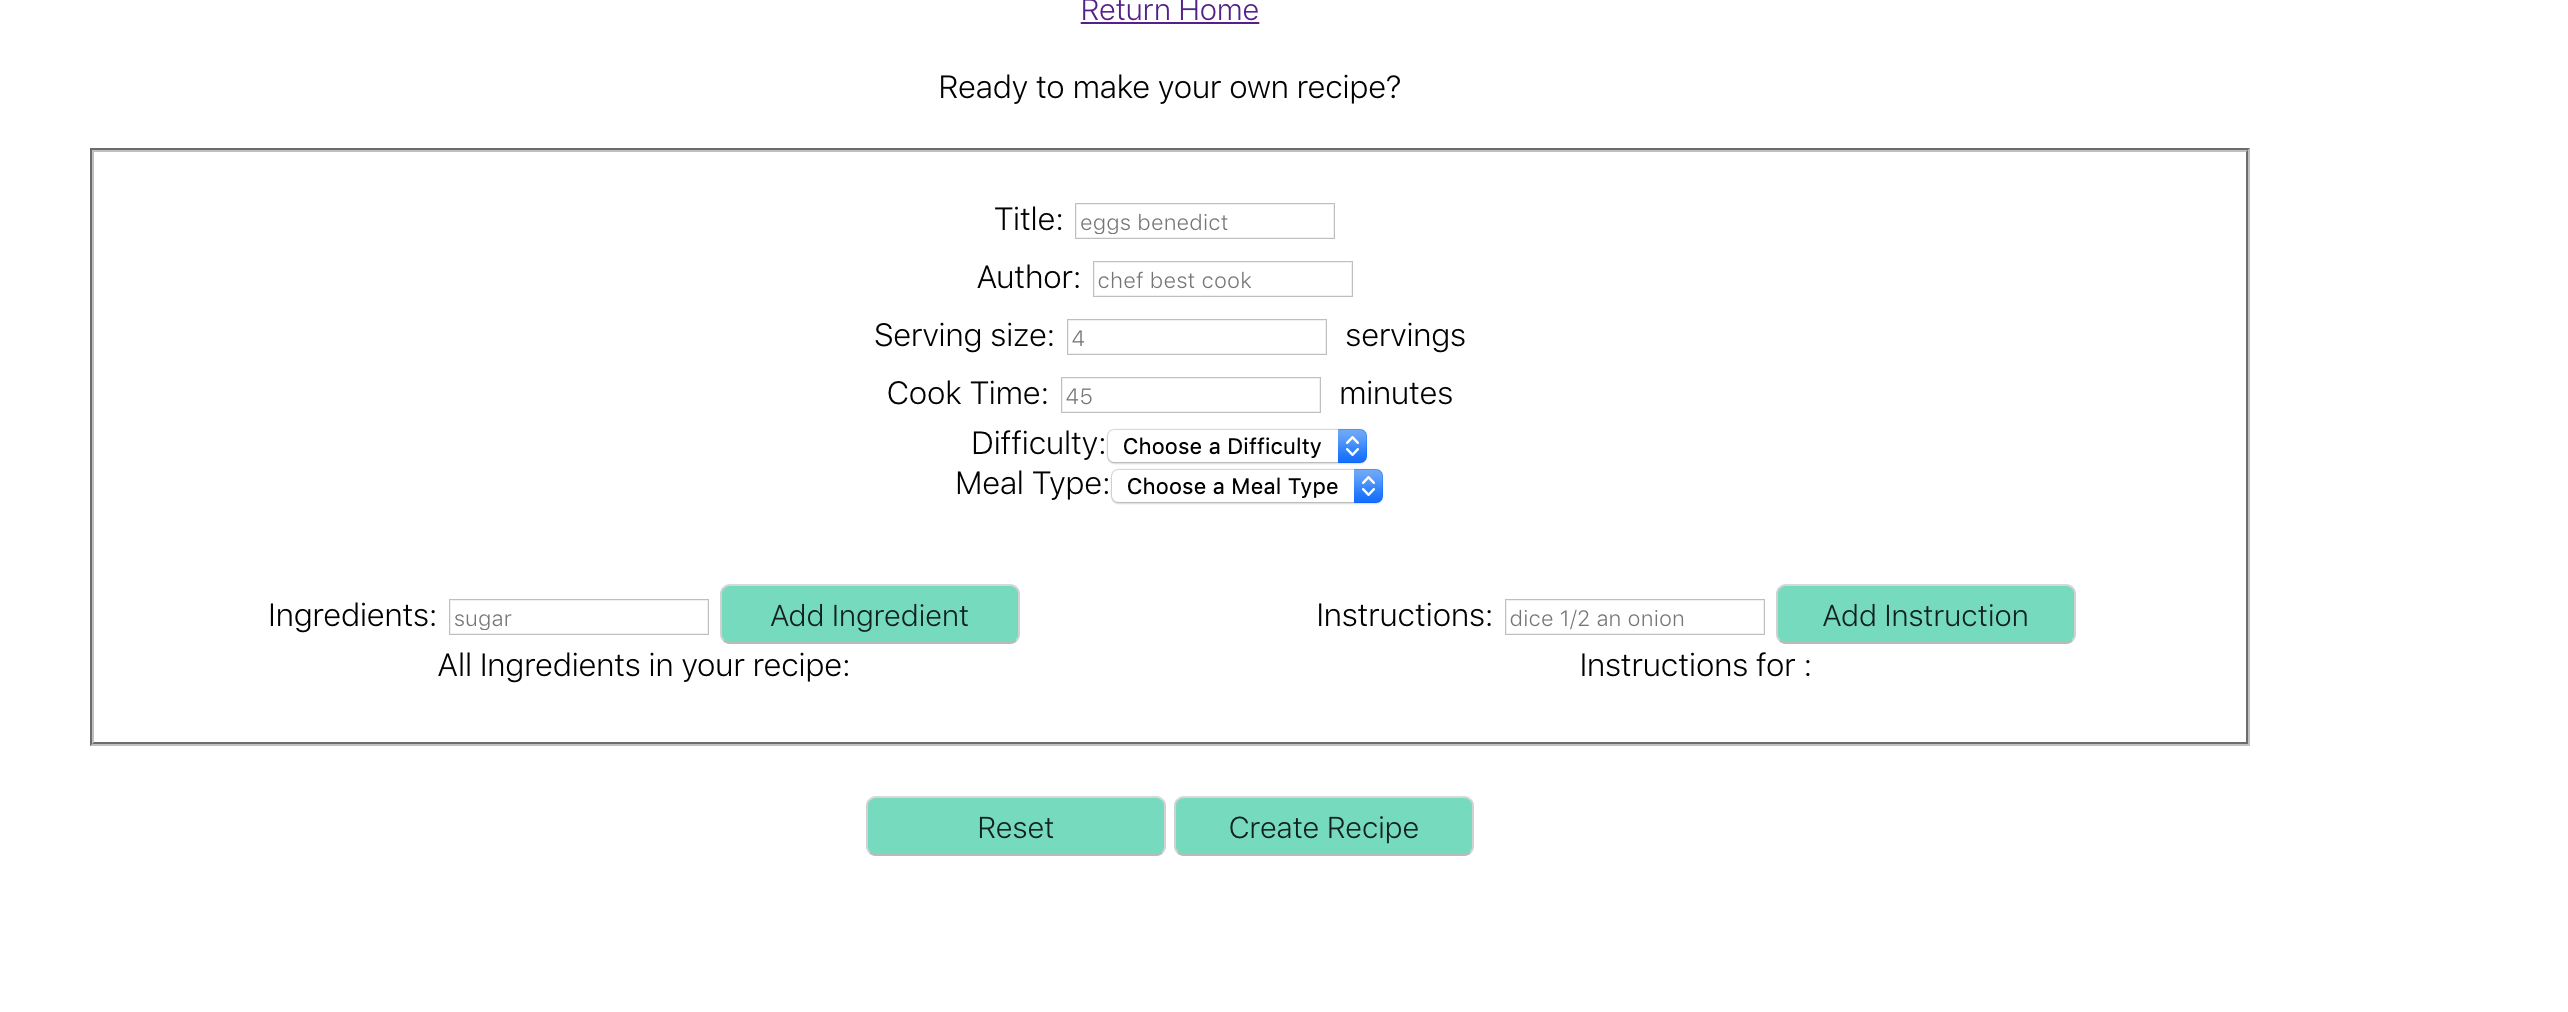 Return Home
Ready to make your own recipe?
Title: eggs benedict
Author: chef best cook
Serving size: 4 servings
Cook Time: 45 minutes
Difficulty: Choose a Difficulty
Meal Type: Choose a Meal Type
Ingredients: sugar Add Ingredient
All Ingredients in your recipe:
Instructions: dice 1/2 an onion Add Instruction
Instructions for :
Reset Create Recipe